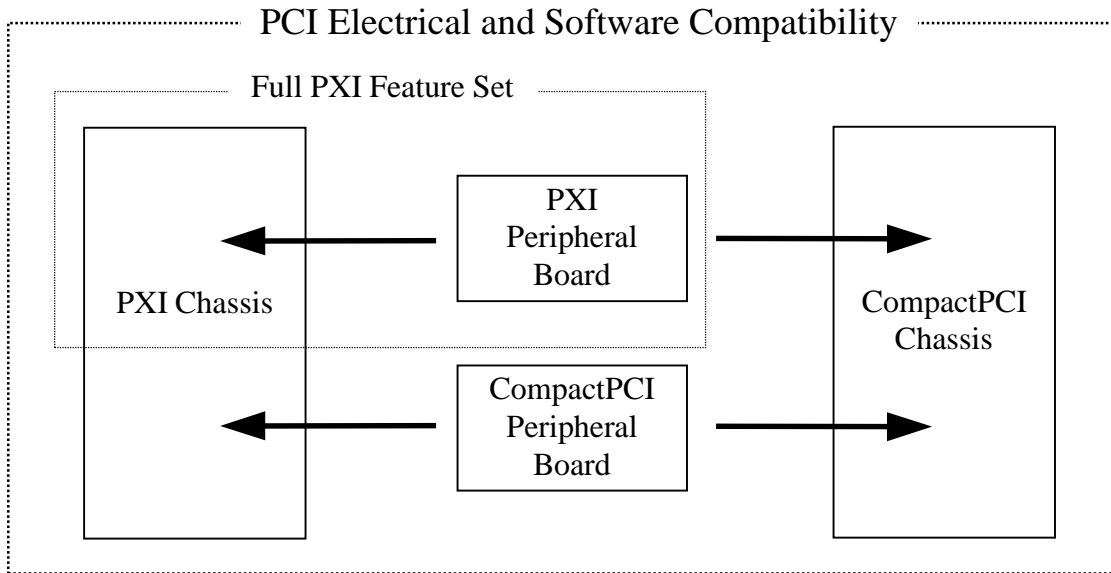 PCI Electrical and Software Compatibility
Full PXI Feature Set
PXI
Peripheral
Board
PXI Chassis
CompactPCI
Chassis
CompactPCI
Peripheral
Board